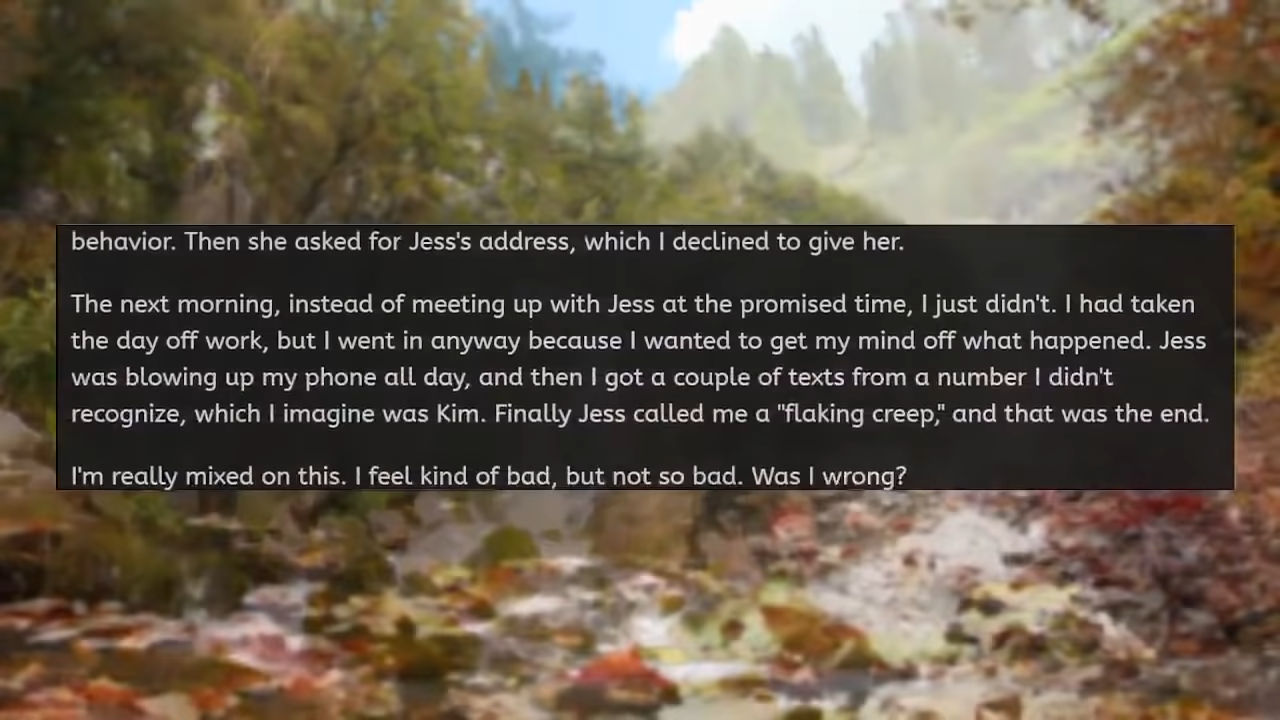 behavior. Then she asked for Jess's address, which I declined to give her.
The next morning, instead of meeting up with Jess at the promised time, I just didn't. I had taken
the day off work, but I went in anyway because I wanted to get my mind off what happened. Jess
was blowing up my phone all day, and then I got a couple of texts from a number I didn't
recognize, which I imagine was Kim. Finally Jess called me a "flaking creep," and that was the end.
I'm really mixed on this. I feel kind of bad, but not so bad. Was I wrong?